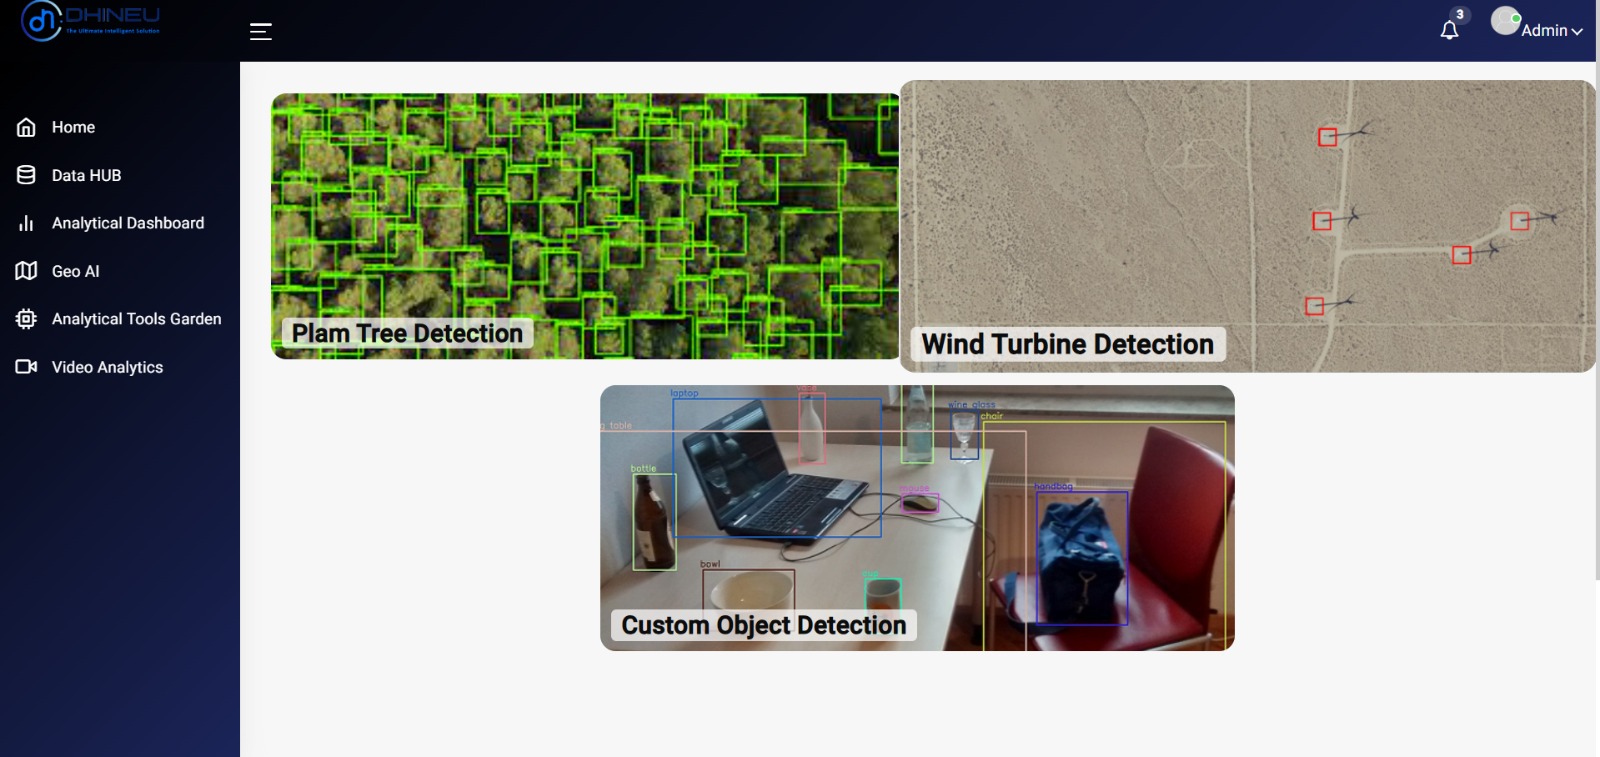 DHINEU
The Ultimate Intelligent Solution
3
Admin
Home
Data HUB
Analytical Dashboard
Geo AI
Analytical Tools Garden
Video Analytics
Plam Tree Detection
Wind Turbine Detection
laptop
vase
wine glass
chair
g table
bottle
mouse
handbag
bowl
cup
Custom Object Detection